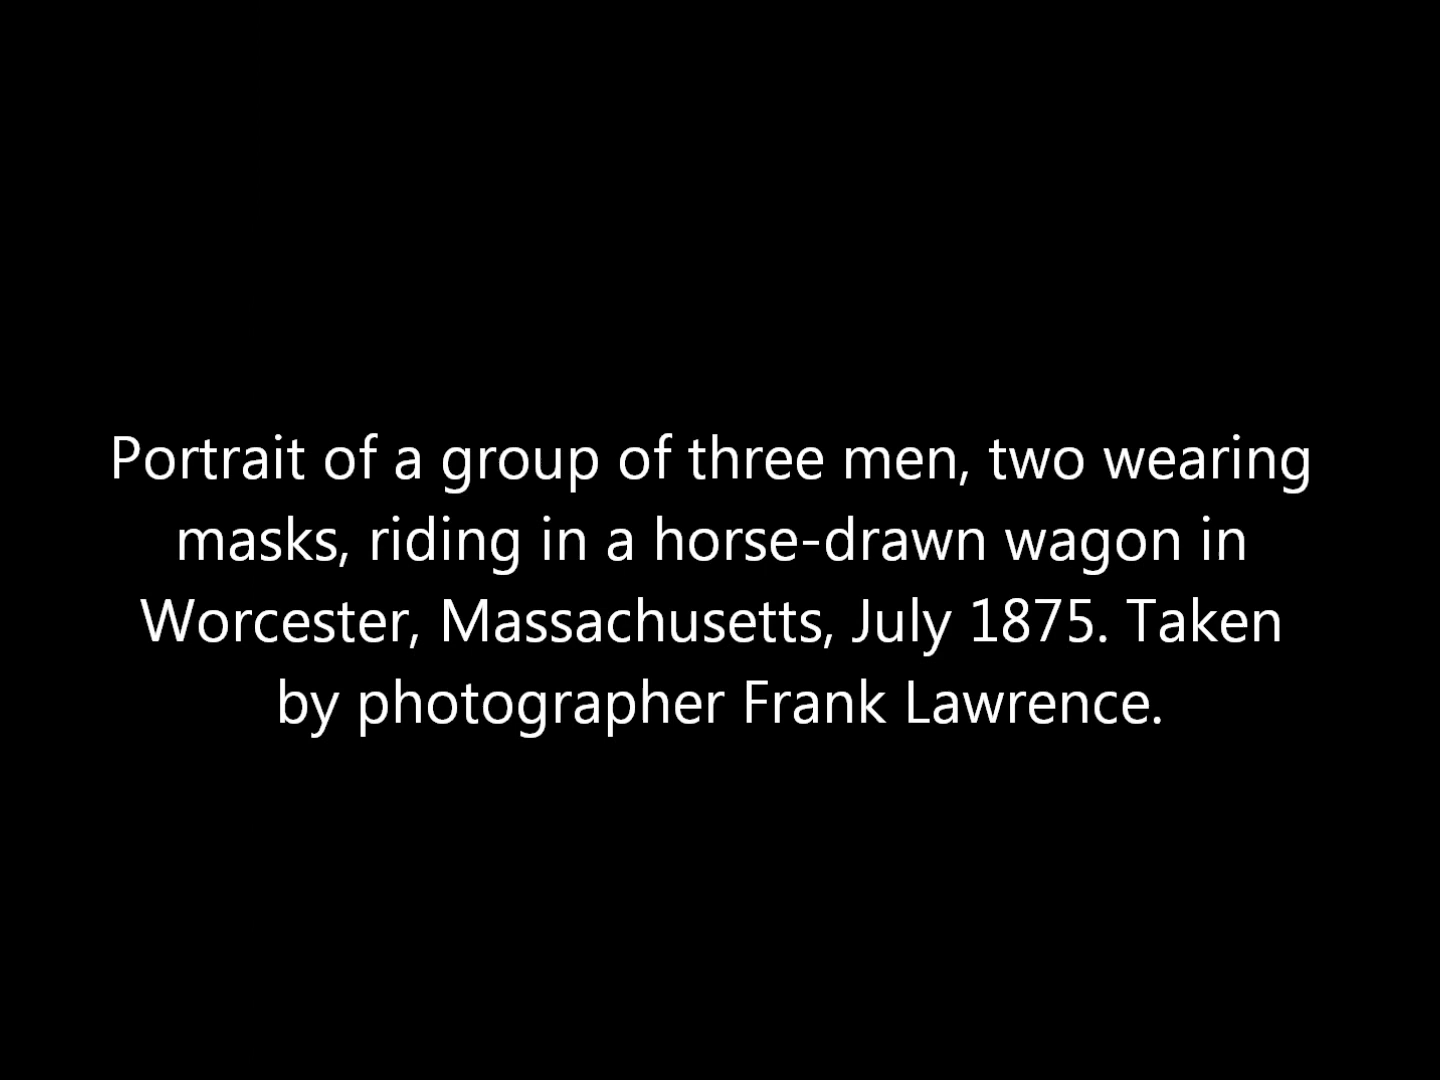 Portrait of a group of three men, two wearing
masks, riding in a horse-drawn wagon in
Worcester, Massachusetts, July 1875. Taken
by photographer Frank Lawrence.